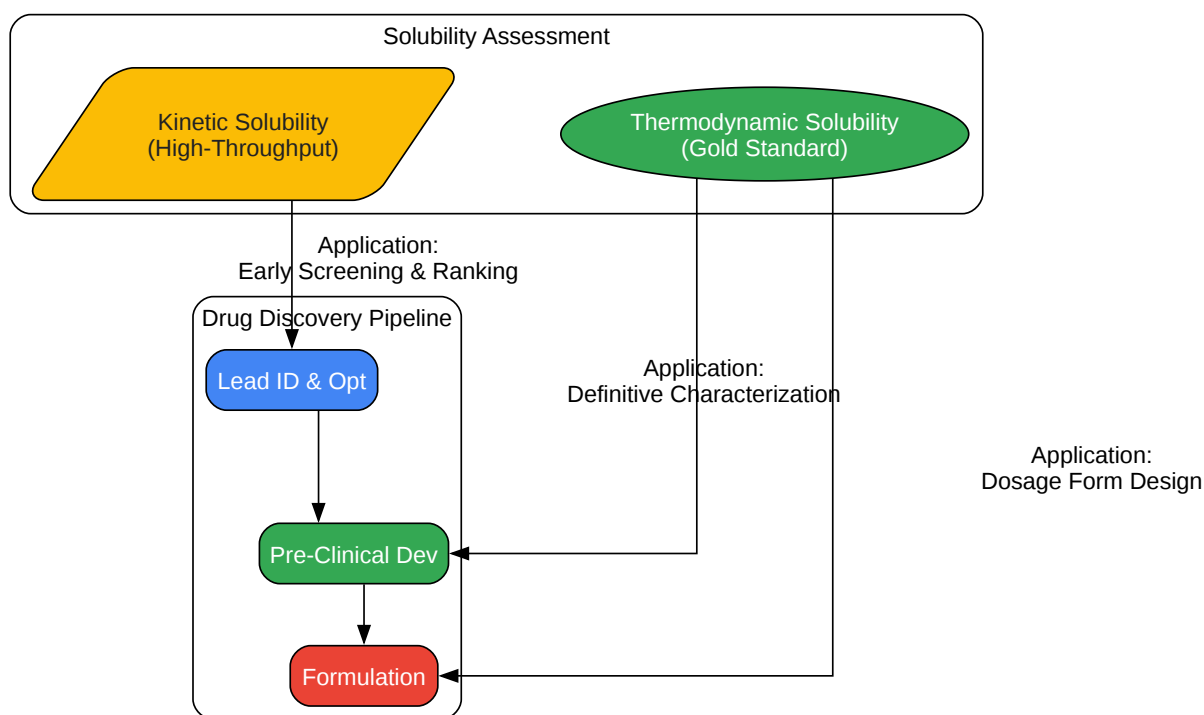 Solubility Assessment
Kinetic Solubility
(High-Throughput)
Thermodynamic Solubility
(Gold Standard)
Application:
Early Screening & Ranking
Drug Discovery Pipeline
Lead ID & Opt
Application:
Definitive Characterization
Application:
Dosage Form Design
Pre-Clinical Dev
Formulation